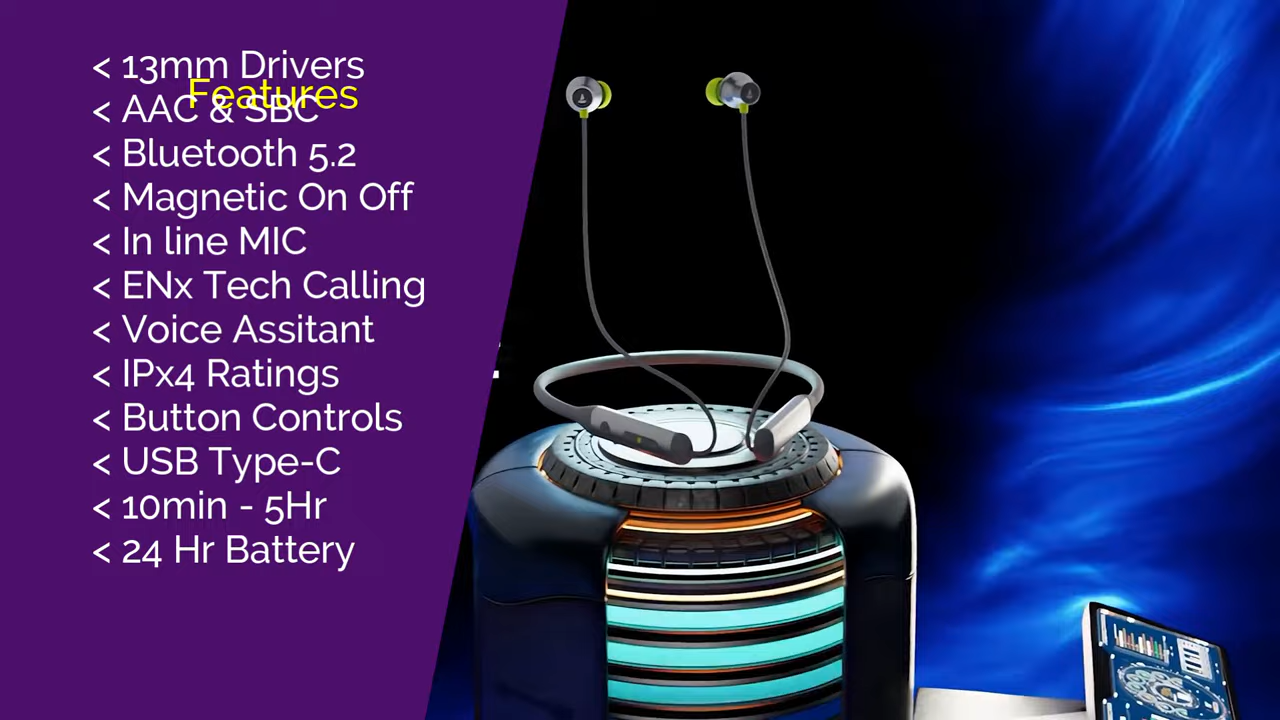 < 13mm Drivers
Features
< AAC & SBC
< Bluetooth 5.2
< Magnetic On Off
< In line MIC
< ENx Tech Calling
< Voice Assitant
< IPx4 Ratings
< Button Controls
< USB Type-C
< 10min - 5Hr
< 24 Hr Battery